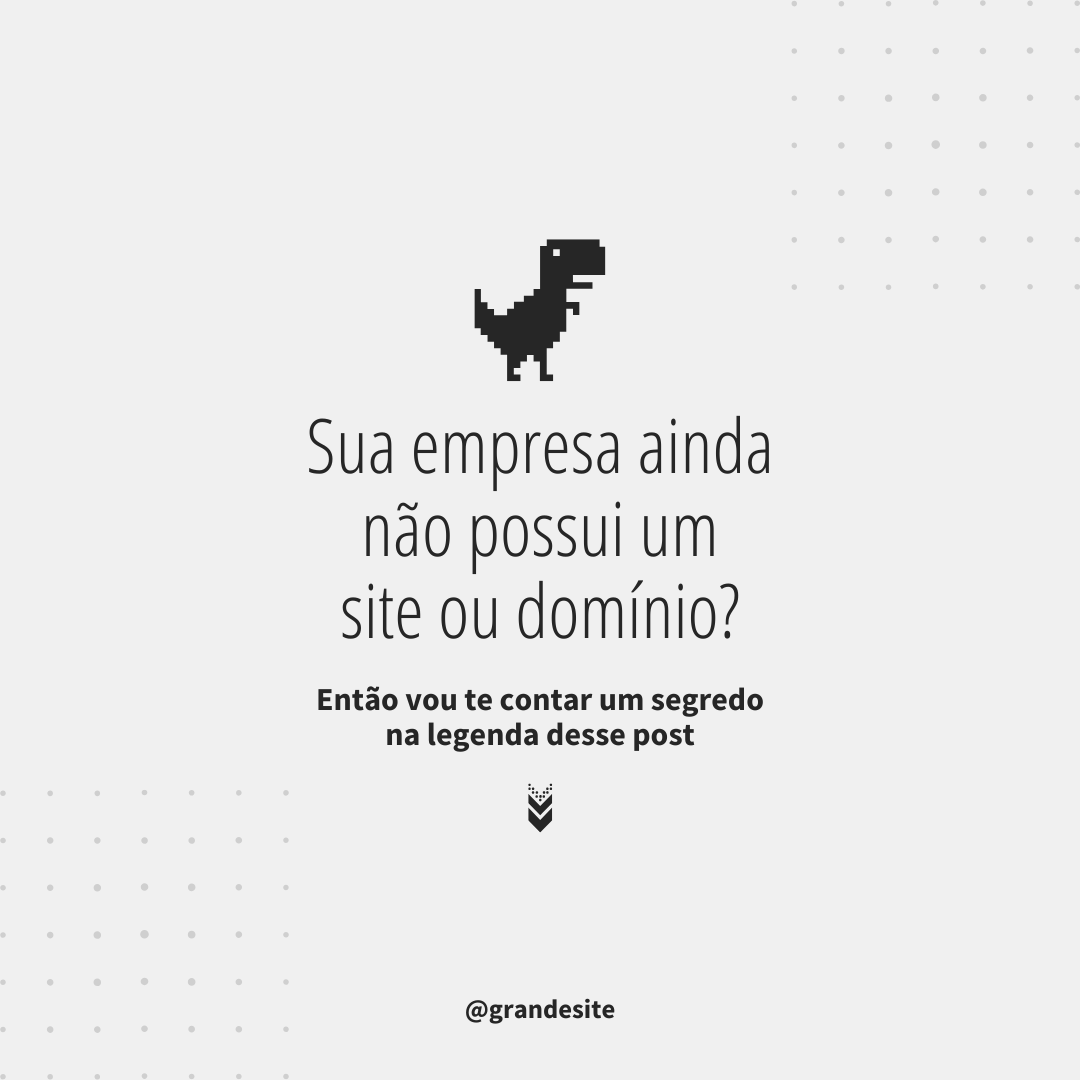 Sua empresa ainda
não possui um
site ou domínio?
Então vou te contar um segredo
na legenda desse post
@grandesite